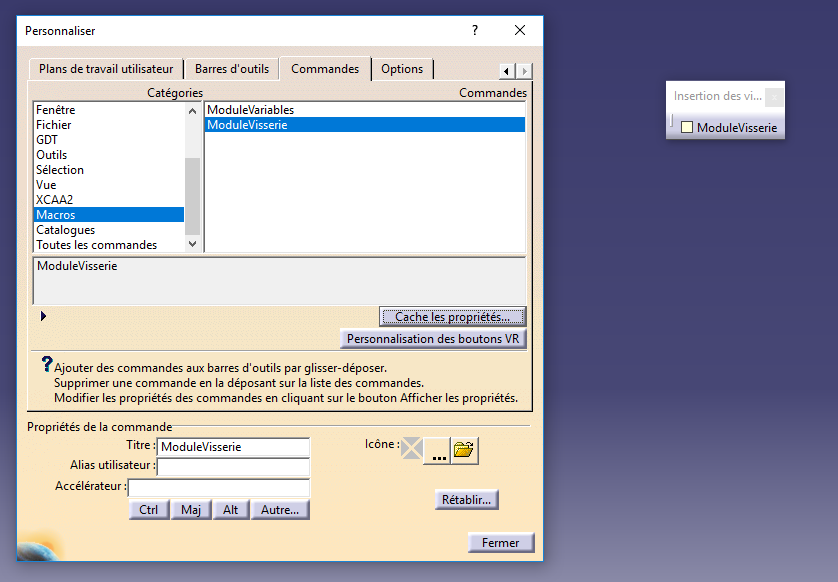 Personnaliser
?
Plans de travail utilisateur
Barres d'outils
Commandes
Options
Catégories
Commandes
Fenêtre
Fichier
GDT
Outils
Sélection
Vue
XCAA2
Macros
Catalogues
Toutes les commandes
ModuleVariables
ModuleVisserie
ModuleVisserie
Cache les propriétés...
Personnalisation des boutons VR
? Ajouter des commandes aux barres d'outils par glisser-déposer.
Supprimer une commande en la déposant sur la liste des commandes.
Modifier les propriétés des commandes en cliquant sur le bouton Afficher les propriétés.
Propriétés de la commande
Titre : ModuleVisserie
Icône :
...
Alias utilisateur :
Accélérateur :
Ctrl
Maj
Alt
Autre...
Rétablir...
Fermer
Insertion des vi...
ModuleVisserie